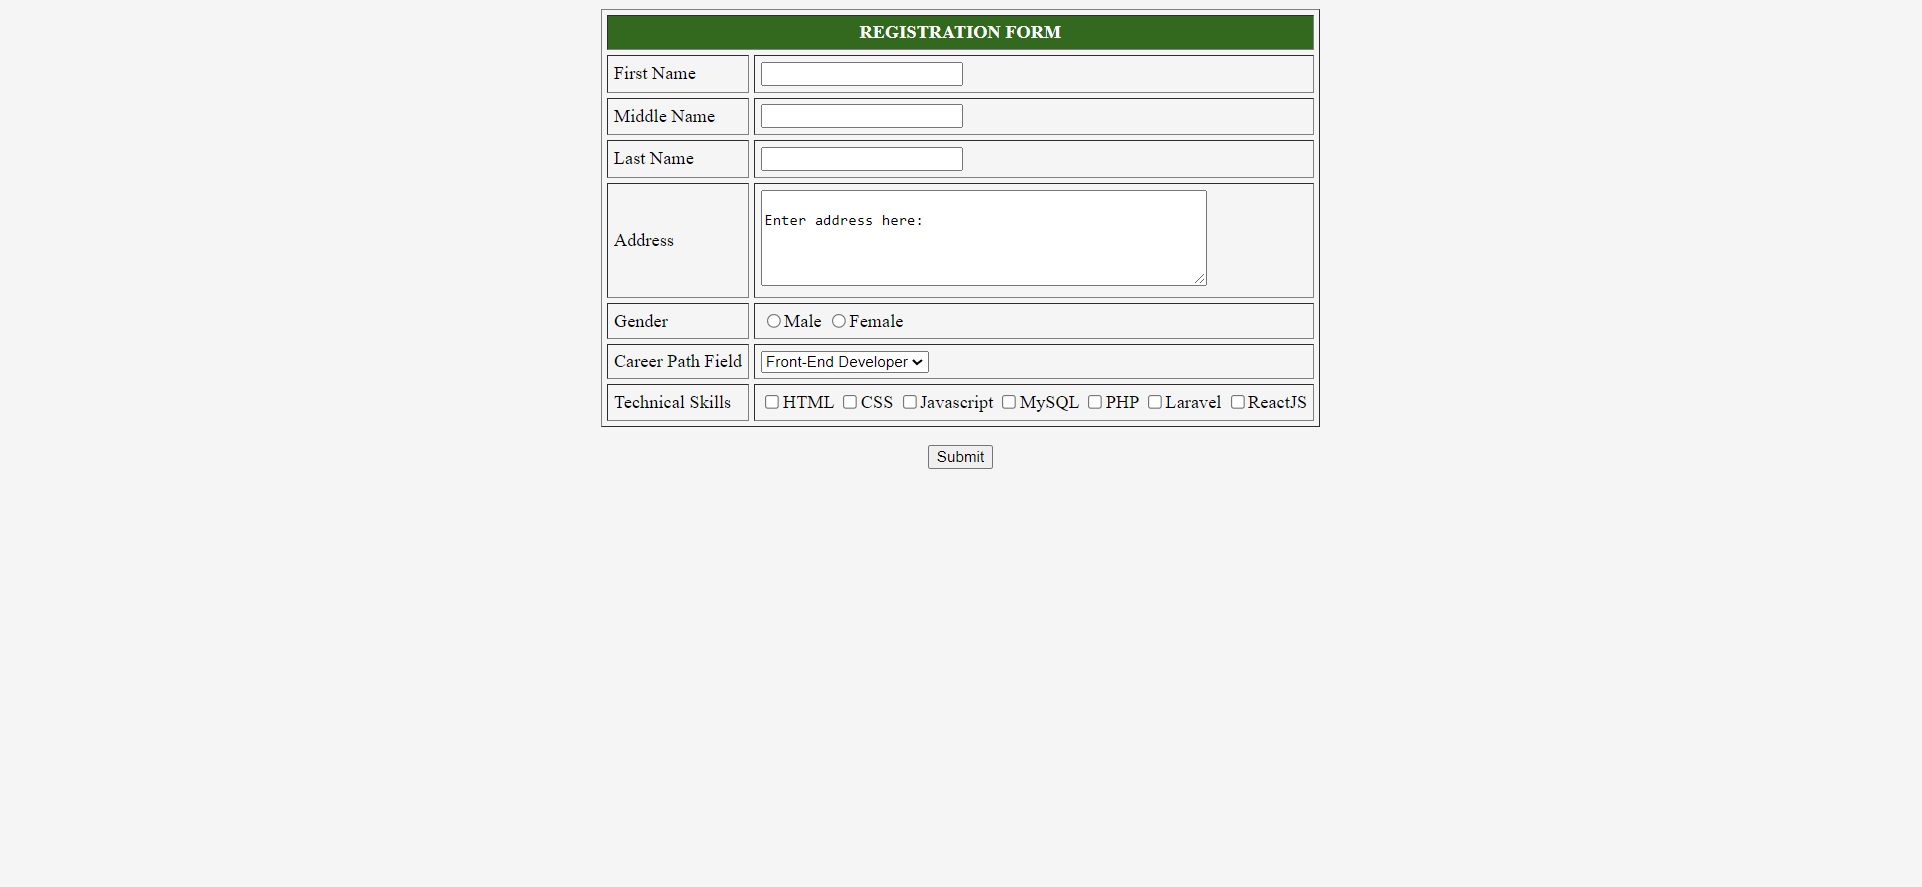 REGISTRATION FORM
First Name
Middle Name
Last Name
Address
Enter address here:
Gender
Male Female
Career Path Field
Front-End Developer
Technical Skills
HTML CSS Javascript MySQL PHP Laravel ReactJS
Submit